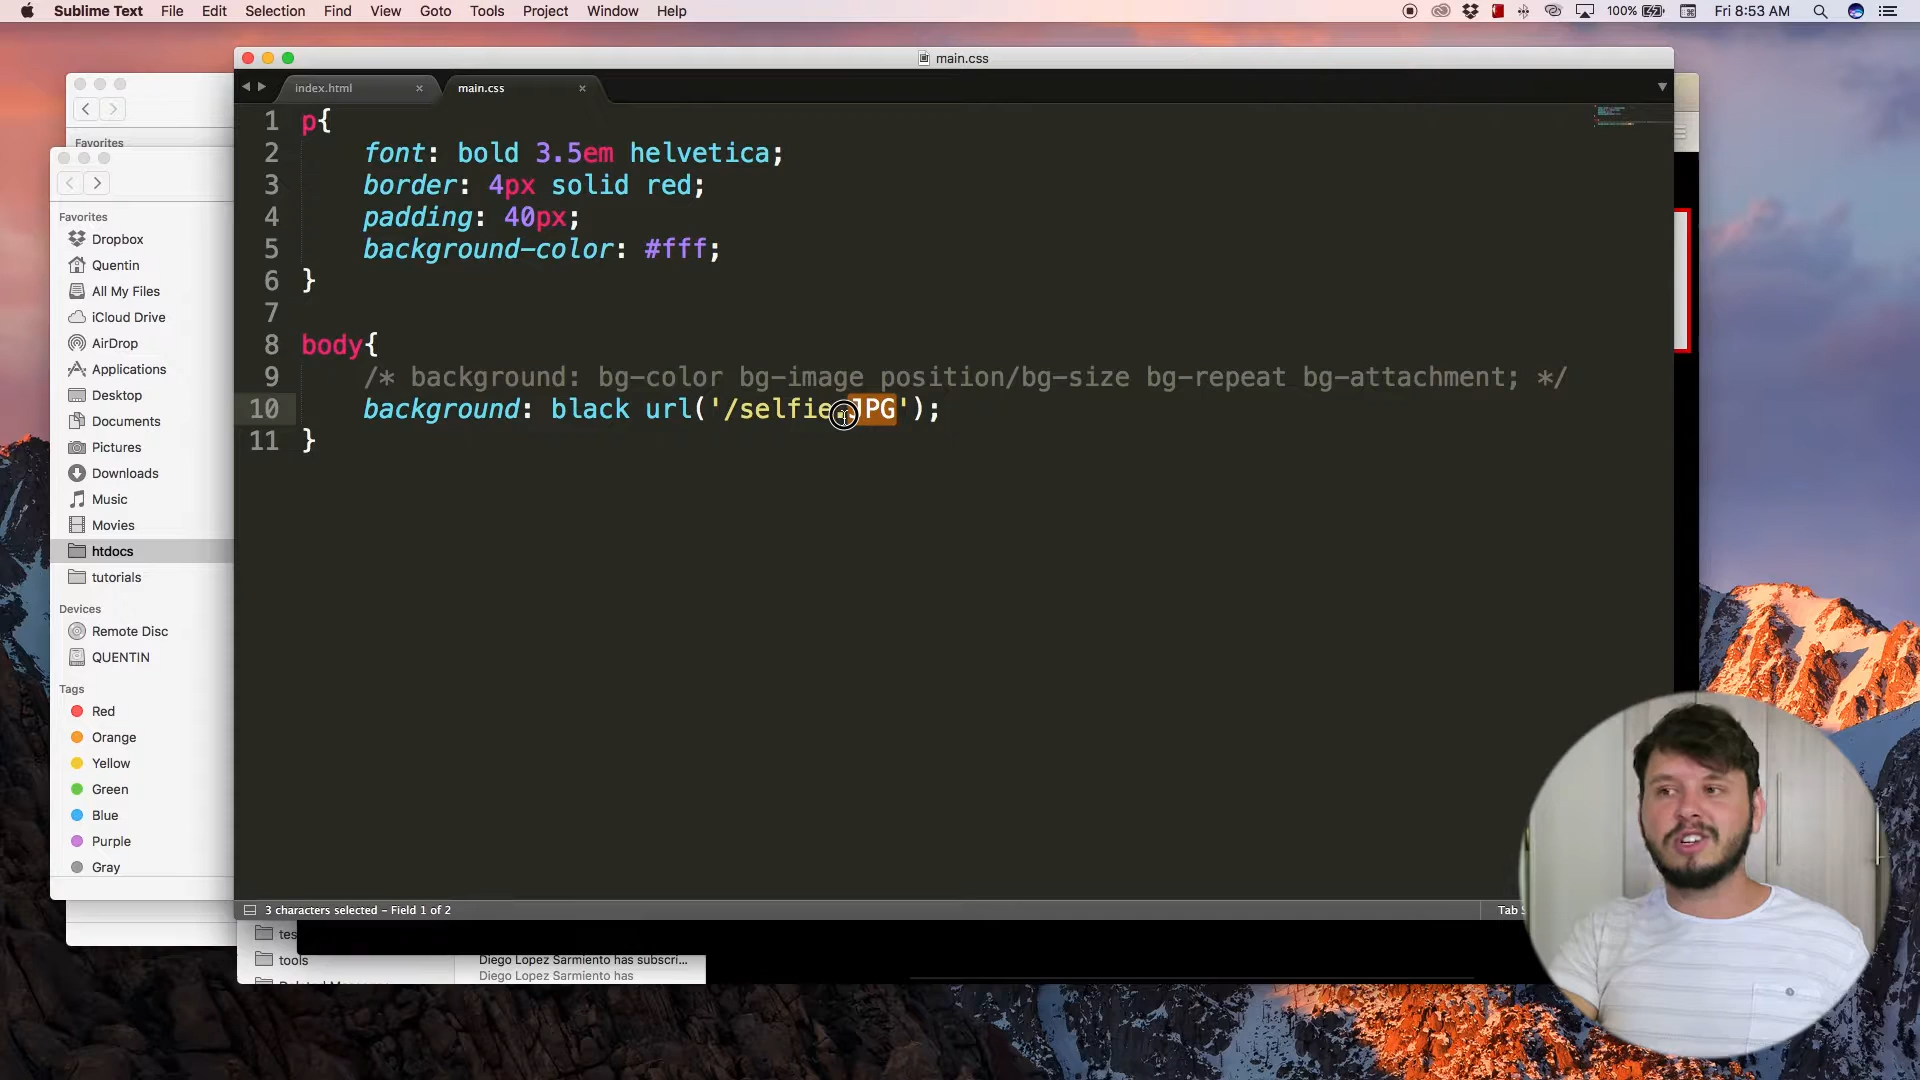 Sublime Text File Edit Selection Find View Goto Tools Project Window Help 100% Fri 8:53 AM
main.css
index.html main.css
1 p{
2 font: bold 3.5em helvetica;
3 border: 4px solid red;
4 padding: 40px;
5 background-color: #fff;
6 }
7
8 body{
9 /* background: bg-color bg-image position/bg-size bg-repeat bg-attachment; */
10 background: black url('/selfie.JPG');
11 }
Favorites
Favorites
Dropbox
Quentin
All My Files
iCloud Drive
AirDrop
Applications
Desktop
Documents
Pictures
Downloads
Music
Movies
htdocs
tutorials
Devices
Remote Disc
QUENTIN
Tags
Red
Orange
Yellow
Green
Blue
Purple
Gray
3 characters selected – Field 1 of 2
Tab S
tes
tools
Diego Lopez Sarmiento has subscri...
Diego Lopez Sarmiento has